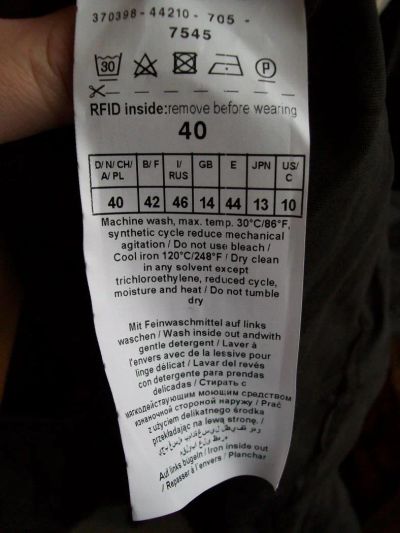 370398-44210-705-
7545
30 P
RFID inside:remove before wearing
40
D/N/CH/A/PL B/F I/RUS GB E JPN US/C
40 42 46 14 44 13 10
Machine wash, max. temp. 30°C/86°F,
synthetic cycle reduce mechanical
agitation / Do not use bleach /
Cool iron 120°C/248°F / Dry clean
in any solvent except
trichloroethylene, reduced cycle,
moisture and heat / Do not tumble
dry
Mit Feinwaschmittel auf links
waschen / Wash inside out andwith
gentle detergent / Laver à
l'envers avec de la lessive pour
linge délicat / Lavar del revés
con detergente para prendas
delicadas / Стирать с
мягкодействующим моющим средством
изнаночной стороной наружу / Prać
z użyciem delikatnego środka
przekładając na lewą stronę /
Auf links bügeln / Iron inside out
/ Repasser à l'envers / Planchar